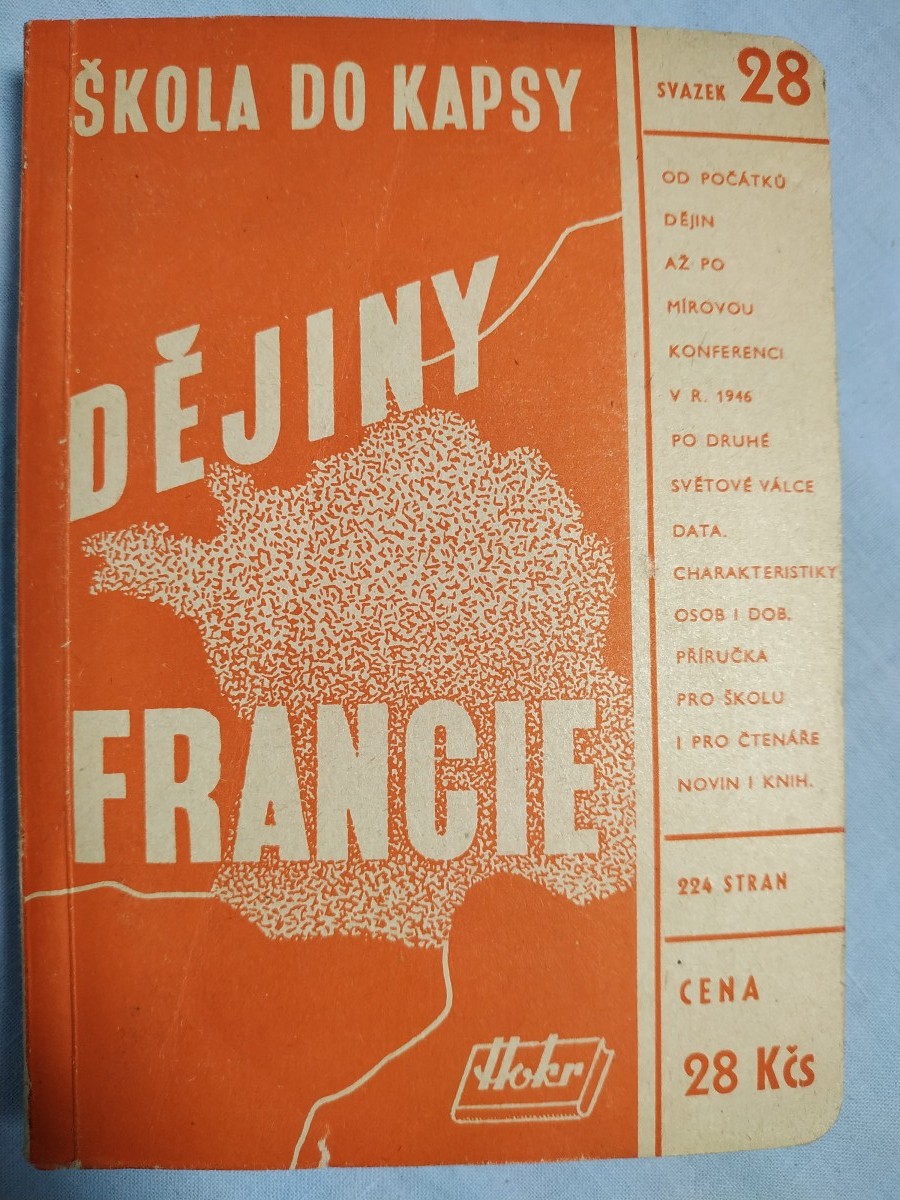 ŠKOLA DO KAPSY
DĚJINY
FRANCIE
Hokr
SVAZEK 28
OD POČÁTKŮ
DĚJIN
AŽ PO
MÍROVOU
KONFERENCI
V R. 1946
PO DRUHÉ
SVĚTOVÉ VÁLCE
DATA.
CHARAKTERISTIKY
OSOB I DOB.
PŘÍRUČKA
PRO ŠKOLU
I PRO ČTENÁŘE
NOVIN I KNIH.
224 STRAN
CENA
28 Kčs